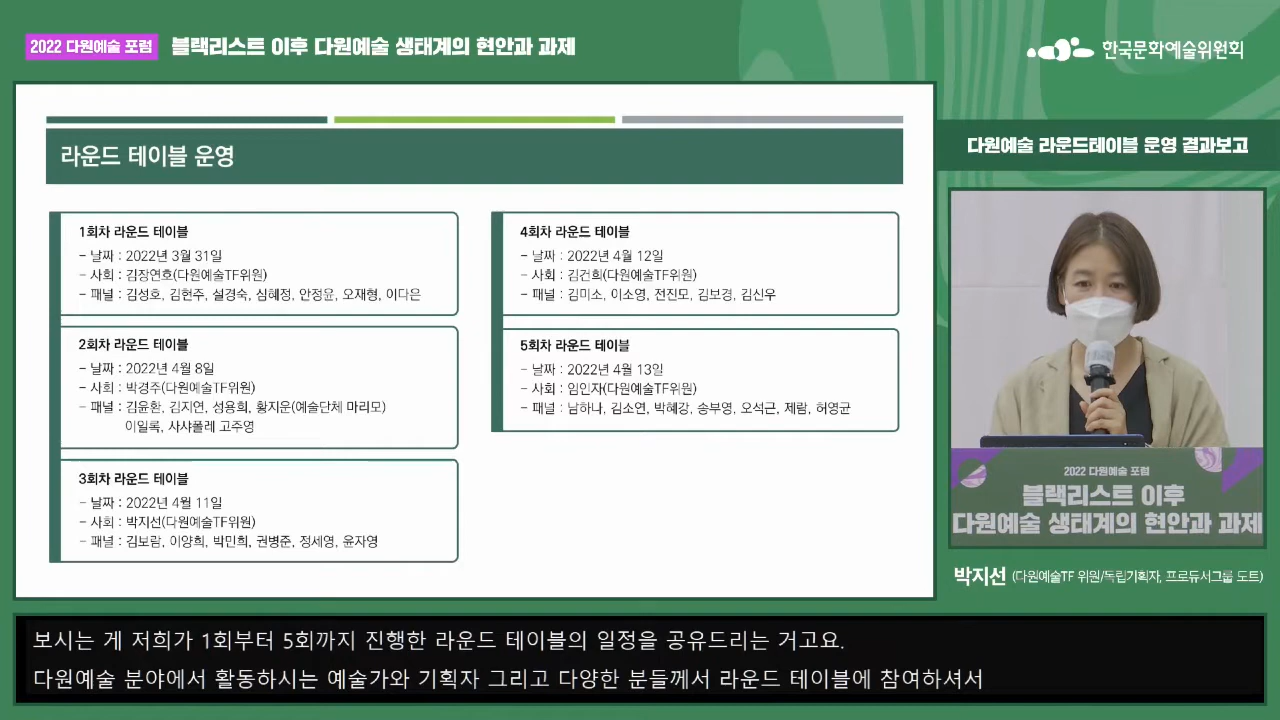 2022 다원예술 포럼 블랙리스트 이후 다원예술 생태계의 현안과 과제
한국문화예술위원회
라운드 테이블 운영
1회차 라운드 테이블
- 날짜 : 2022년 3월 31일
- 사회 : 김장연호(다원예술TF위원)
- 패널 : 김성호, 김현주, 설경숙, 심혜정, 안정윤, 오재형, 이다은
2회차 라운드 테이블
- 날짜 : 2022년 4월 8일
- 사회 : 박경주(다원예술TF위원)
- 패널 : 김윤환, 김지연, 성용희, 황지운(예술단체 마리모)
이일록, 사샤폴레 고주영
3회차 라운드 테이블
- 날짜 : 2022년 4월 11일
- 사회 : 박지선(다원예술TF위원)
- 패널 : 김보람, 이양희, 박민희, 권병준, 정세영, 윤자영
4회차 라운드 테이블
- 날짜 : 2022년 4월 12일
- 사회 : 김건희(다원예술TF위원)
- 패널 : 김미소, 이소영, 전진모, 김보경, 김신우
5회차 라운드 테이블
- 날짜 : 2022년 4월 13일
- 사회 : 임인자(다원예술TF위원)
- 패널 : 남하나, 김소연, 박혜강, 송부영, 오석근, 제람, 허영균
다원예술 라운드테이블 운영 결과보고
2022 다원예술 포럼
블랙리스트 이후
다원예술 생태계의 현안과 과제
박지선 (다원예술TF 위원/독립기획자, 프로듀서그룹 도트)
보시는 게 저희가 1회부터 5회까지 진행한 라운드 테이블의 일정을 공유드리는 거고요.
다원예술 분야에서 활동하시는 예술가와 기획자 그리고 다양한 분들께서 라운드 테이블에 참여하셔서